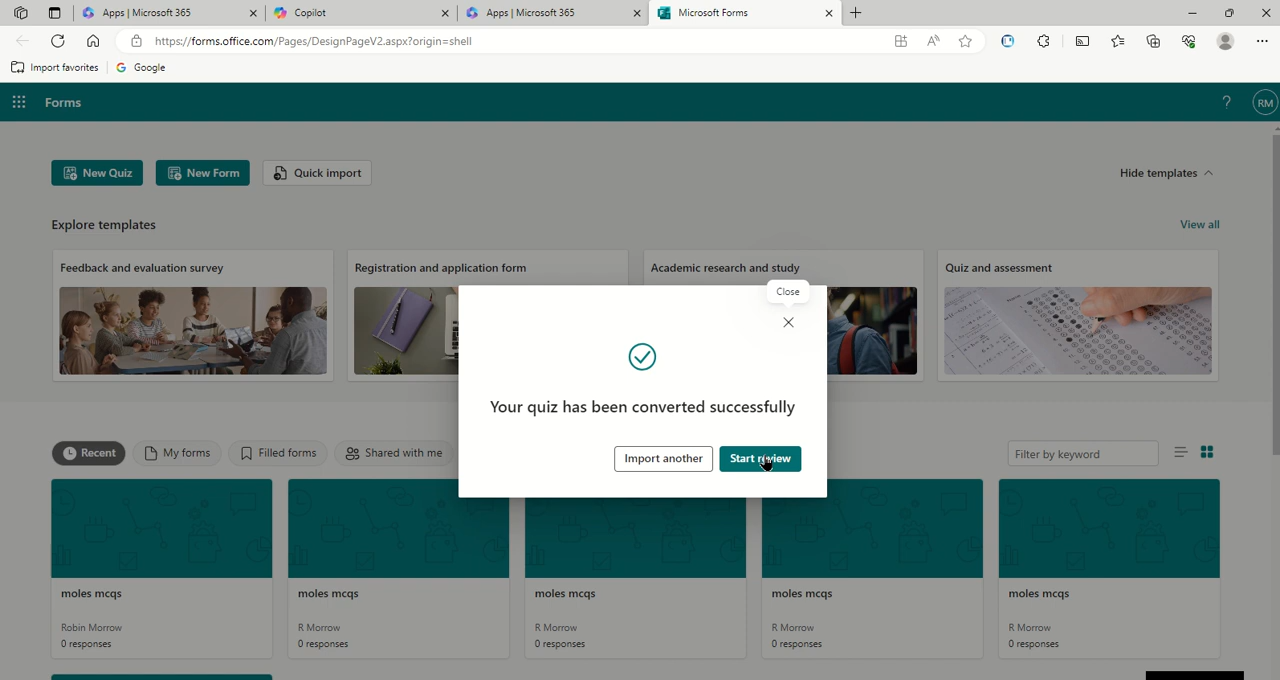 Apps | Microsoft 365
Copilot
Apps | Microsoft 365
Microsoft Forms
https://forms.office.com/Pages/DesignPageV2.aspx?origin=shell
Import favorites
Google
Forms
?
RM
New Quiz
New Form
Quick import
Hide templates
Explore templates
View all
Feedback and evaluation survey
Registration and application form
Academic research and study
Quiz and assessment
Close
Your quiz has been converted successfully
Import another
Start review
Recent
My forms
Filled forms
Shared with me
Filter by keyword
moles mcqs
Robin Morrow
0 responses
moles mcqs
R Morrow
0 responses
moles mcqs
R Morrow
0 responses
moles mcqs
R Morrow
0 responses
moles mcqs
R Morrow
0 responses